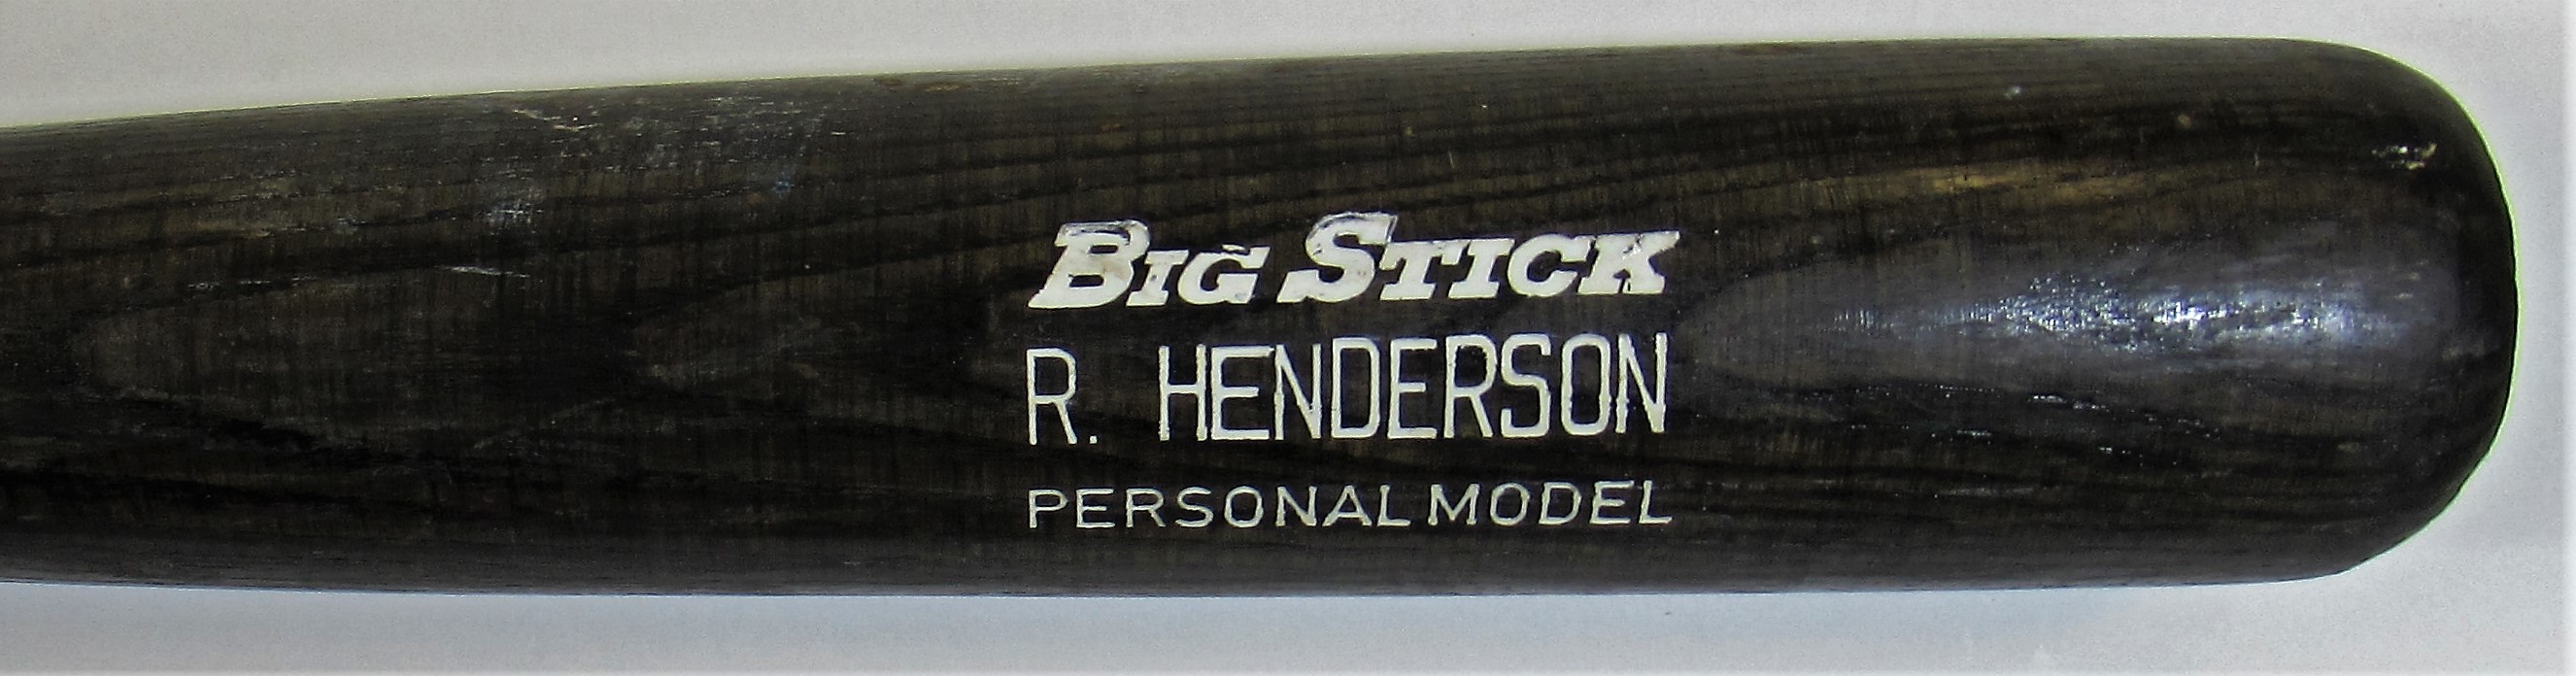 BIG STICK
R. HENDERSON
PERSONAL MODEL